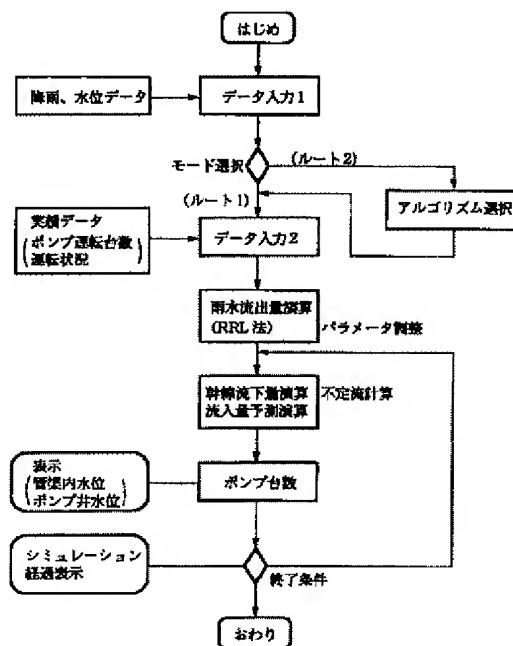 はじめ
降雨、水位データ
データ入力1
モード選択
(ルート2)
(ルート1)
アルゴリズム選択
実績データ
ポンプ運転台数
運転状況
データ入力2
雨水流出量演算
(RRL法)
パラメータ調整
幹線流下量演算
流入量予測演算
不定流計算
表示
管渠内水位
ポンプ井水位
ポンプ台数
シミュレーション
経過表示
終了条件
おわり